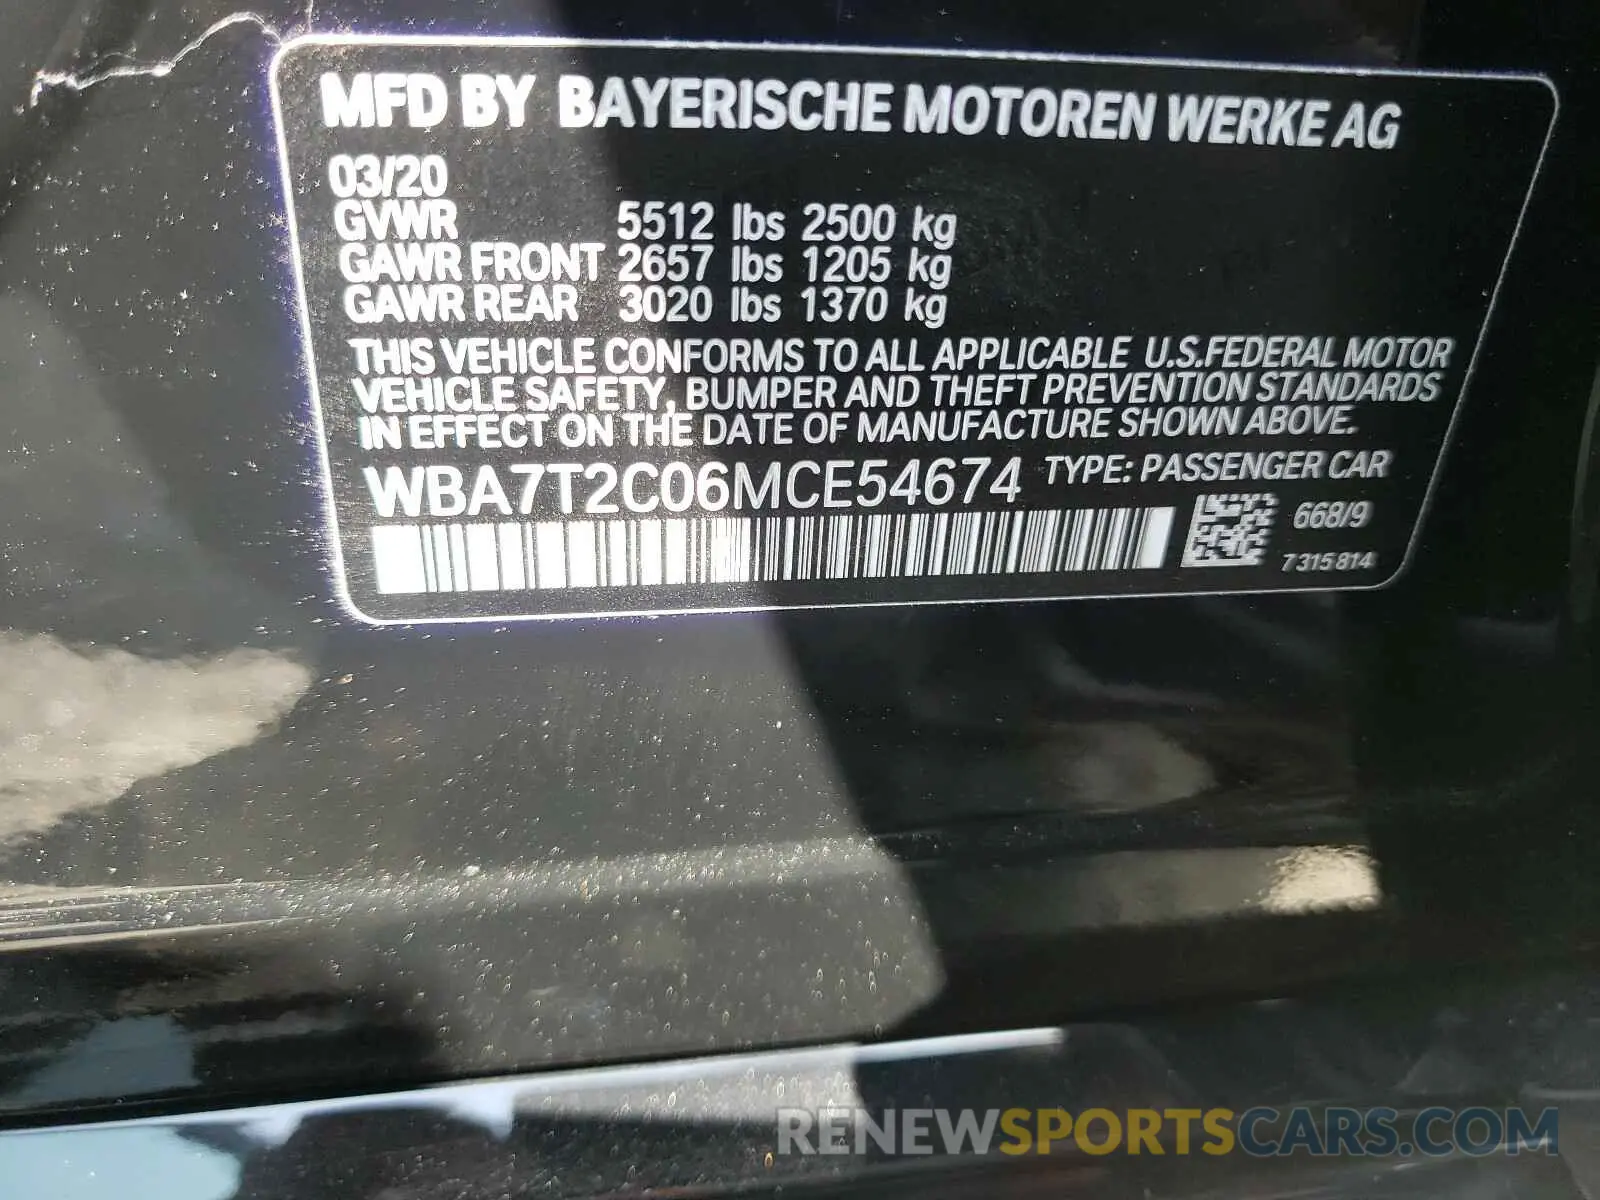 MFD BY BAYERISCHE MOTOREN WERKE AG
03/20
GVWR 5512 lbs 2500 kg
GAWR FRONT 2657 lbs 1205 kg
GAWR REAR 3020 lbs 1370 kg
THIS VEHICLE CONFORMS TO ALL APPLICABLE U.S.FEDERAL MOTOR
VEHICLE SAFETY, BUMPER AND THEFT PREVENTION STANDARDS
IN EFFECT ON THE DATE OF MANUFACTURE SHOWN ABOVE.
WBA7T2C06MCE54674 TYPE: PASSENGER CAR
668/9
7 315 814
RENEWSPORTSCARS.COM